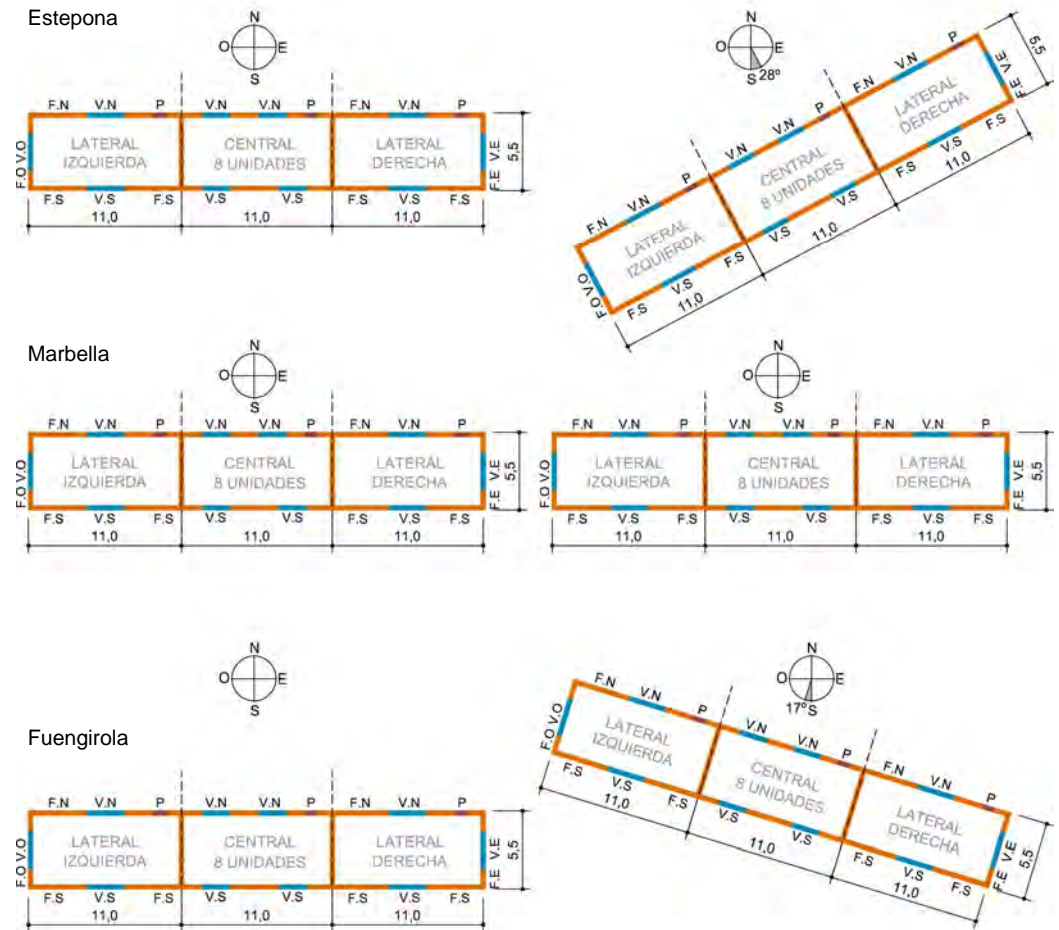 Estepona
N
O E
S
F.N V.N P V.N V.N P F.N V.N P
LATERAL IZQUIERDA
CENTRAL 8 UNIDADES
LATERAL DERECHA
F.O V.O
F.E V.E
5,5
F.S V.S F.S V.S V.S F.S V.S F.S
11,0 11,0 11,0
N
O E
S
28º
F.N V.N P V.N V.N P F.N V.N P
LATERAL IZQUIERDA
CENTRAL 8 UNIDADES
LATERAL DERECHA
F.O V.O
F.E V.E
5,5
F.S V.S F.S V.S V.S F.S V.S F.S
11,0 11,0 11,0
Marbella
N
O E
S
F.N V.N P V.N V.N P F.N V.N P
LATERAL IZQUIERDA
CENTRAL 8 UNIDADES
LATERAL DERECHA
F.O V.O
F.E V.E
5,5
F.S V.S F.S V.S V.S F.S V.S F.S
11,0 11,0 11,0
N
O E
S
F.N V.N P V.N V.N P F.N V.N P
LATERAL IZQUIERDA
CENTRAL 8 UNIDADES
LATERAL DERECHA
F.O V.O
F.E V.E
5,5
F.S V.S F.S V.S V.S F.S V.S F.S
11,0 11,0 11,0
Fuengirola
N
O E
S
F.N V.N P V.N V.N P F.N V.N P
LATERAL IZQUIERDA
CENTRAL 8 UNIDADES
LATERAL DERECHA
F.O V.O
F.E V.E
5,5
F.S V.S F.S V.S V.S F.S V.S F.S
11,0 11,0 11,0
N
O E
17º S
F.N V.N P V.N V.N P F.N V.N P
LATERAL IZQUIERDA
CENTRAL 8 UNIDADES
LATERAL DERECHA
F.O V.O
F.E V.E
5,5
F.S V.S F.S V.S V.S F.S V.S F.S
11,0 11,0 11,0